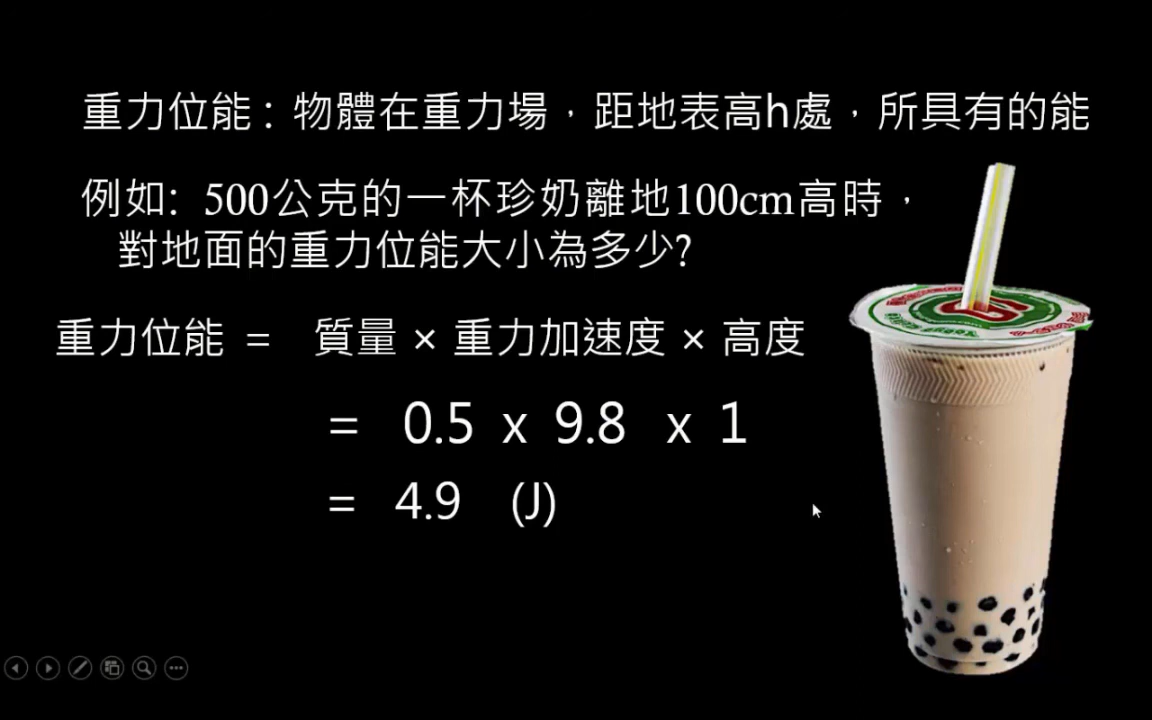 重力位能：物體在重力場，距地表高h處，所具有的能
例如: 500公克的一杯珍奶離地100cm高時，
對地面的重力位能大小為多少?
重力位能 = 質量 × 重力加速度 × 高度
= 0.5 x 9.8 x 1
= 4.9 (J)